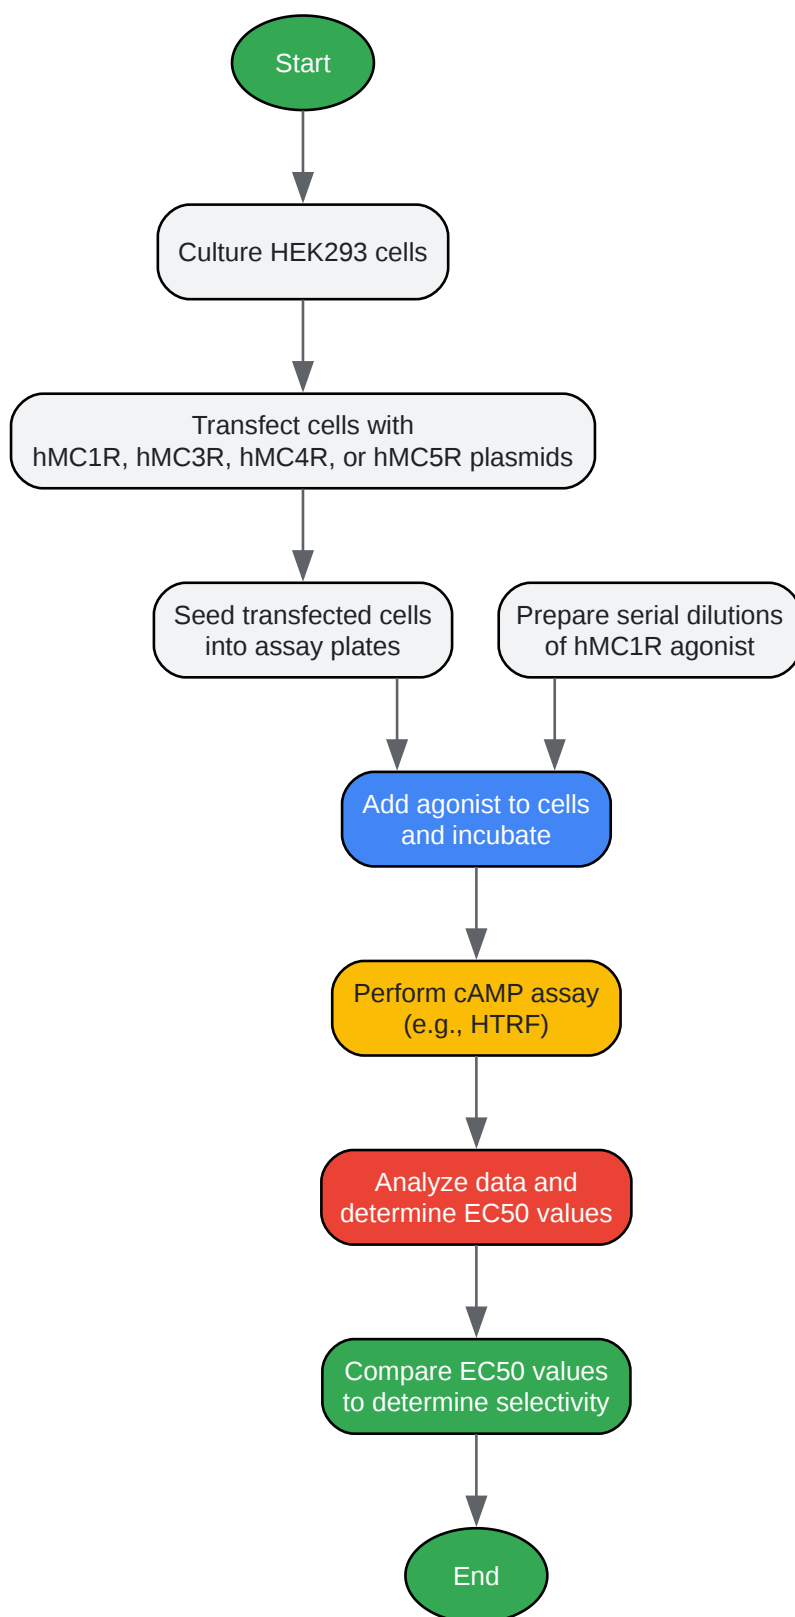 Start
Culture HEK293 cells
Transfect cells with
hMC1R, hMC3R, hMC4R, or hMC5R plasmids
Seed transfected cells
into assay plates
Prepare serial dilutions
of hMC1R agonist
Add agonist to cells
and incubate
Perform cAMP assay
(e.g., HTRF)
Analyze data and
determine EC50 values
Compare EC50 values
to determine selectivity
End